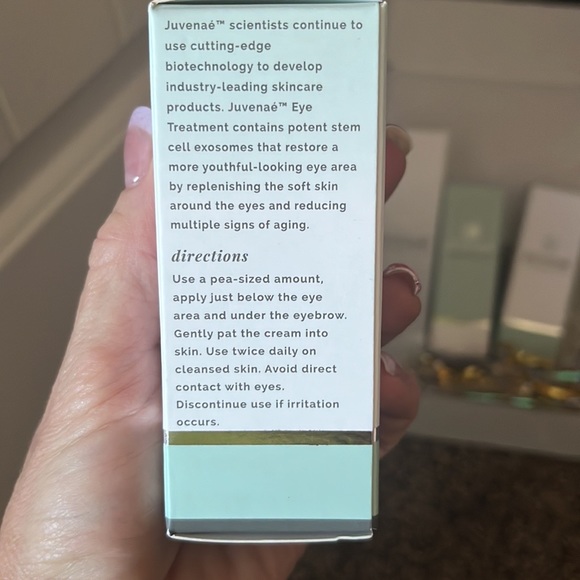 Juvenaé™ scientists continue to
use cutting-edge
biotechnology to develop
industry-leading skincare
products. Juvenaé™ Eye
Treatment contains potent stem
cell exosomes that restore a
more youthful-looking eye area
by replenishing the soft skin
around the eyes and reducing
multiple signs of aging.
directions
Use a pea-sized amount,
apply just below the eye
area and under the eyebrow.
Gently pat the cream into
skin. Use twice daily on
cleansed skin. Avoid direct
contact with eyes.
Discontinue use if irritation
occurs.